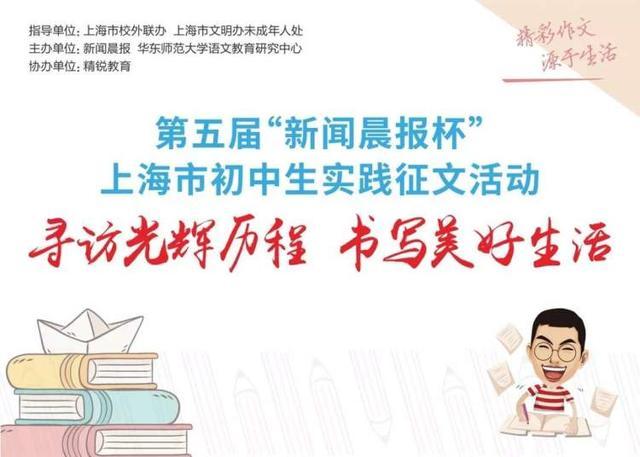 指导单位:上海市校外联办 上海市文明办未成年人处
主办单位:新闻晨报 华东师范大学语文教育研究中心
协办单位:精锐教育
精彩作文
源于生活
第五届“新闻晨报杯”
上海市初中生实践征文活动
寻访光辉历程 书写美好生活